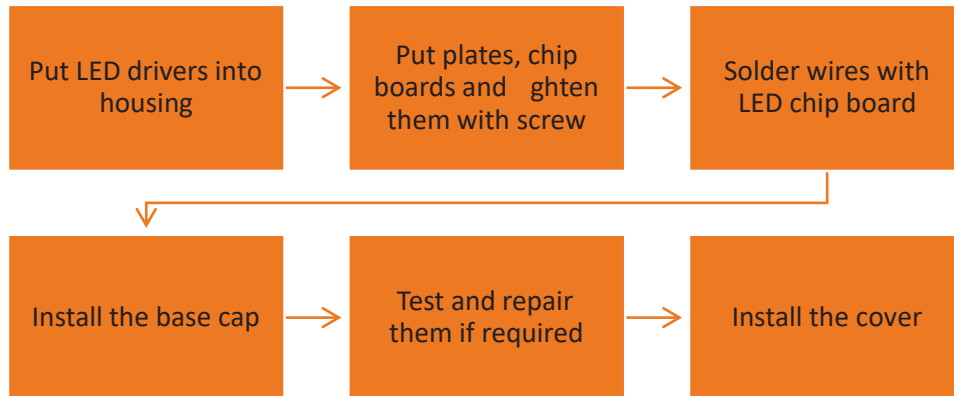 Put LED drivers into
housing
Put plates, chip
boards and ghten
them with screw
Solder wires with
LED chip board
Install the base cap
Test and repair
them if required
Install the cover